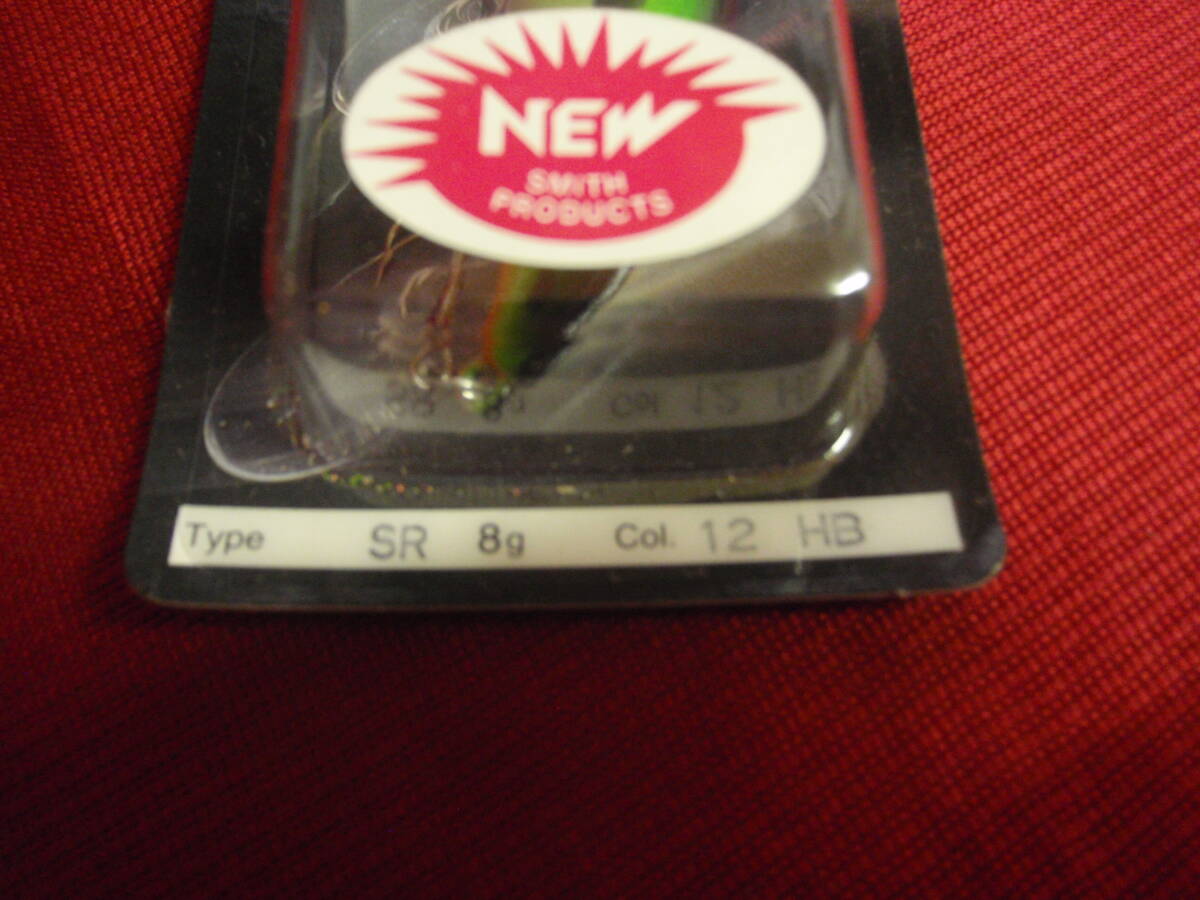 NEW
SMITH
PRODUCTS
Type SR 8g Col. 12 HB